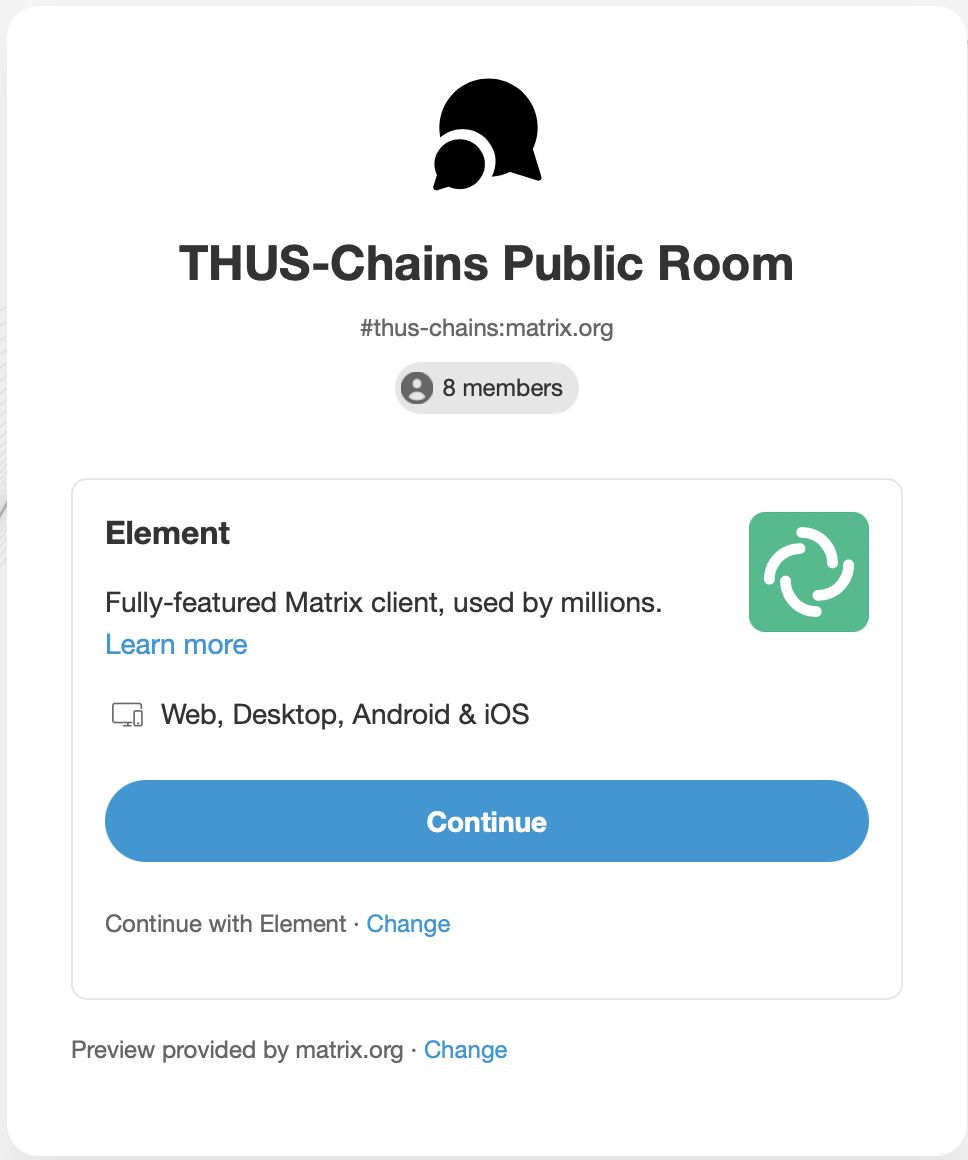 THUS-Chains Public Room
#thus-chains:matrix.org
8 members
Element
Fully-featured Matrix client, used by millions.
Learn more
Web, Desktop, Android & iOS
Continue
Continue with Element · Change
Preview provided by matrix.org · Change